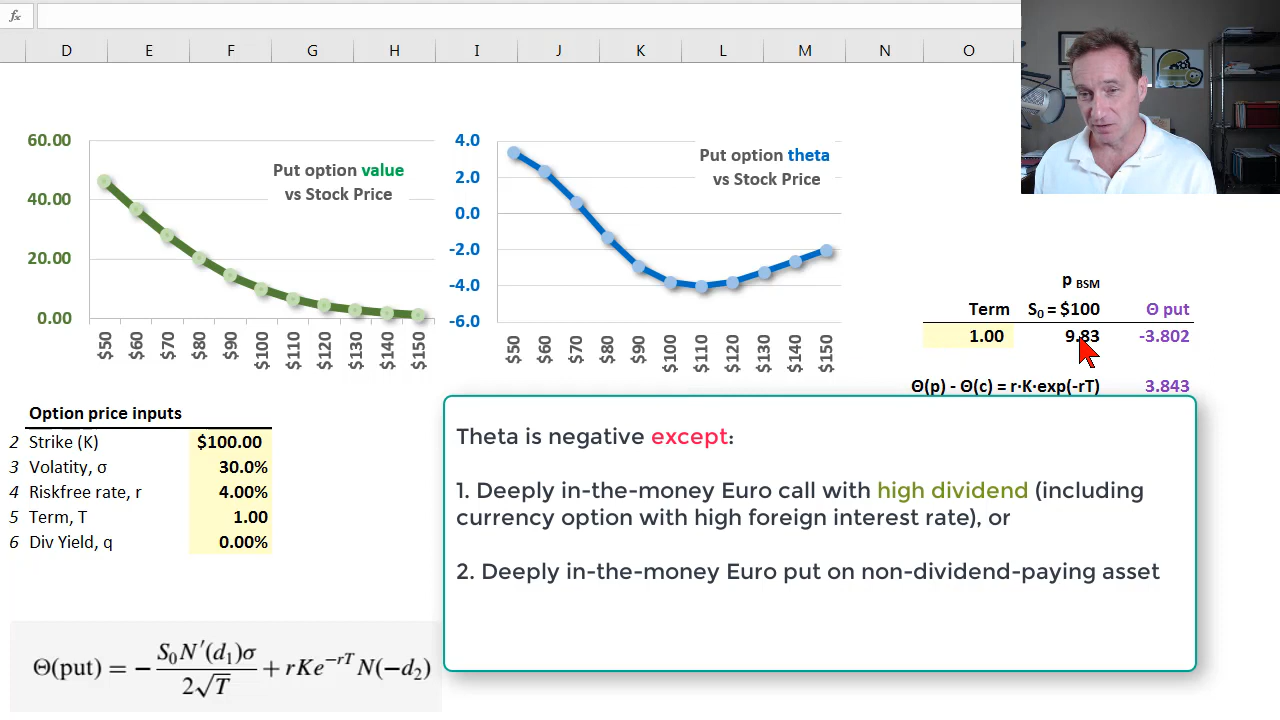 fx
D E F G H I J K L M N O
60.00
40.00
20.00
0.00
Put option value
vs Stock Price
$50 $60 $70 $80 $90 $100 $110 $120 $130 $140 $150
4.0
2.0
0.0
-2.0
-4.0
-6.0
Put option theta
vs Stock Price
$50 $60 $70 $80 $90 $100 $110 $120 $130 $140 $150
p BSM
Term S₀ = $100 Θ put
1.00 9.83 -3.802
Θ(p) - Θ(c) = r·K·exp(-rT) 3.843
Option price inputs
2 Strike (K) $100.00
3 Volatity, σ 30.0%
4 Riskfree rate, r 4.00%
5 Term, T 1.00
6 Div Yield, q 0.00%
Θ(put) = − S₀N′(d₁)σ / 2√T + rKe⁻ʳᵀ N(−d₂)
Theta is negative except:
1. Deeply in-the-money Euro call with high dividend (including
currency option with high foreign interest rate), or
2. Deeply in-the-money Euro put on non-dividend-paying asset